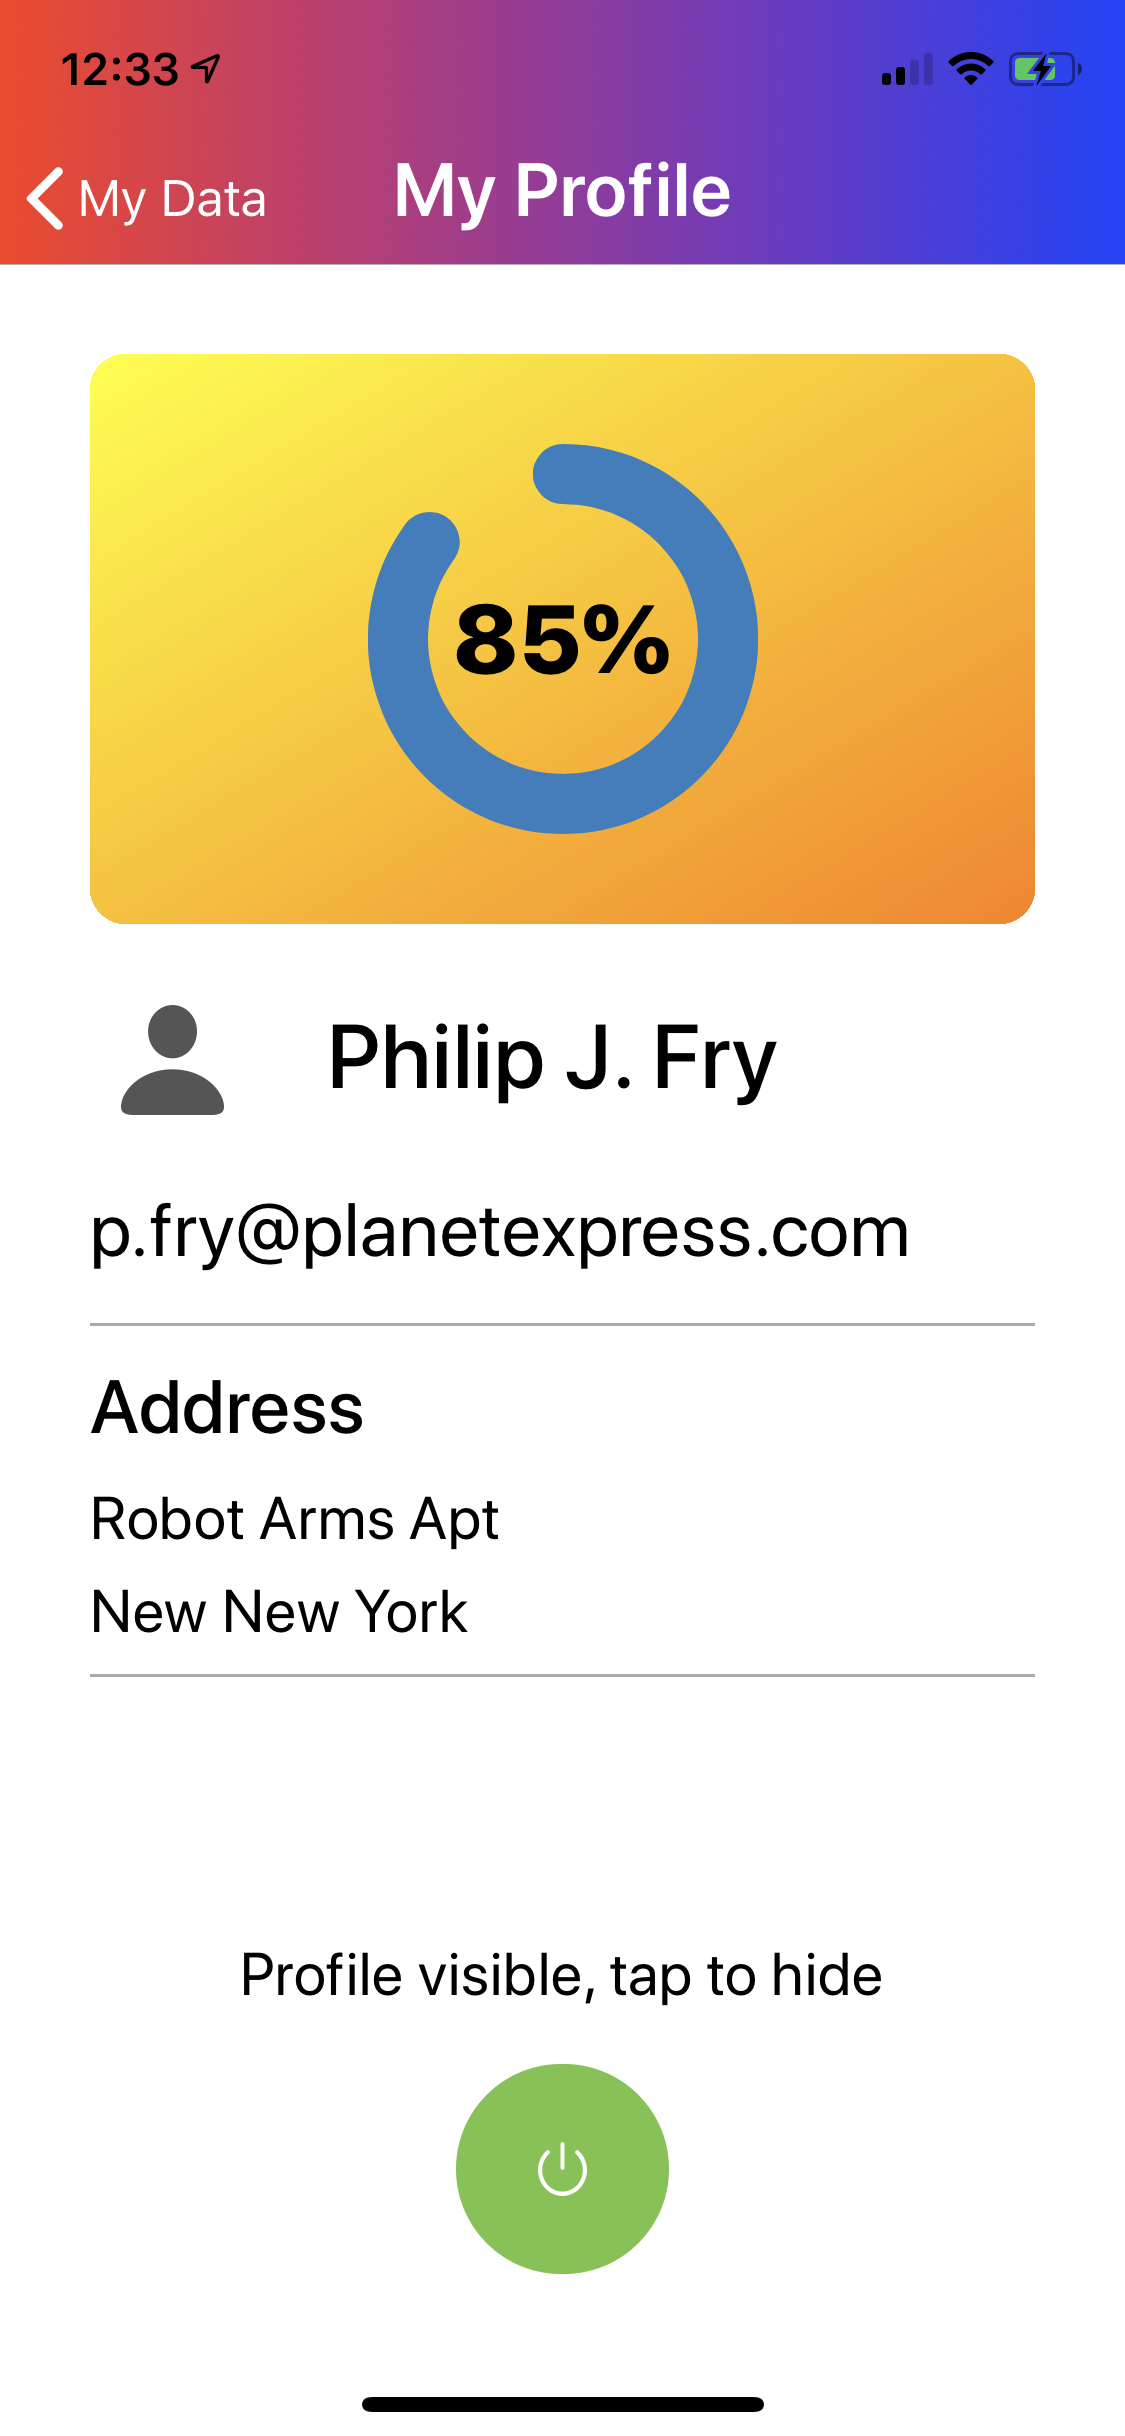 12:33
My Data
My Profile
85%
Philip J. Fry
p.fry@planetexpress.com
Address
Robot Arms Apt
New New York
Profile visible, tap to hide